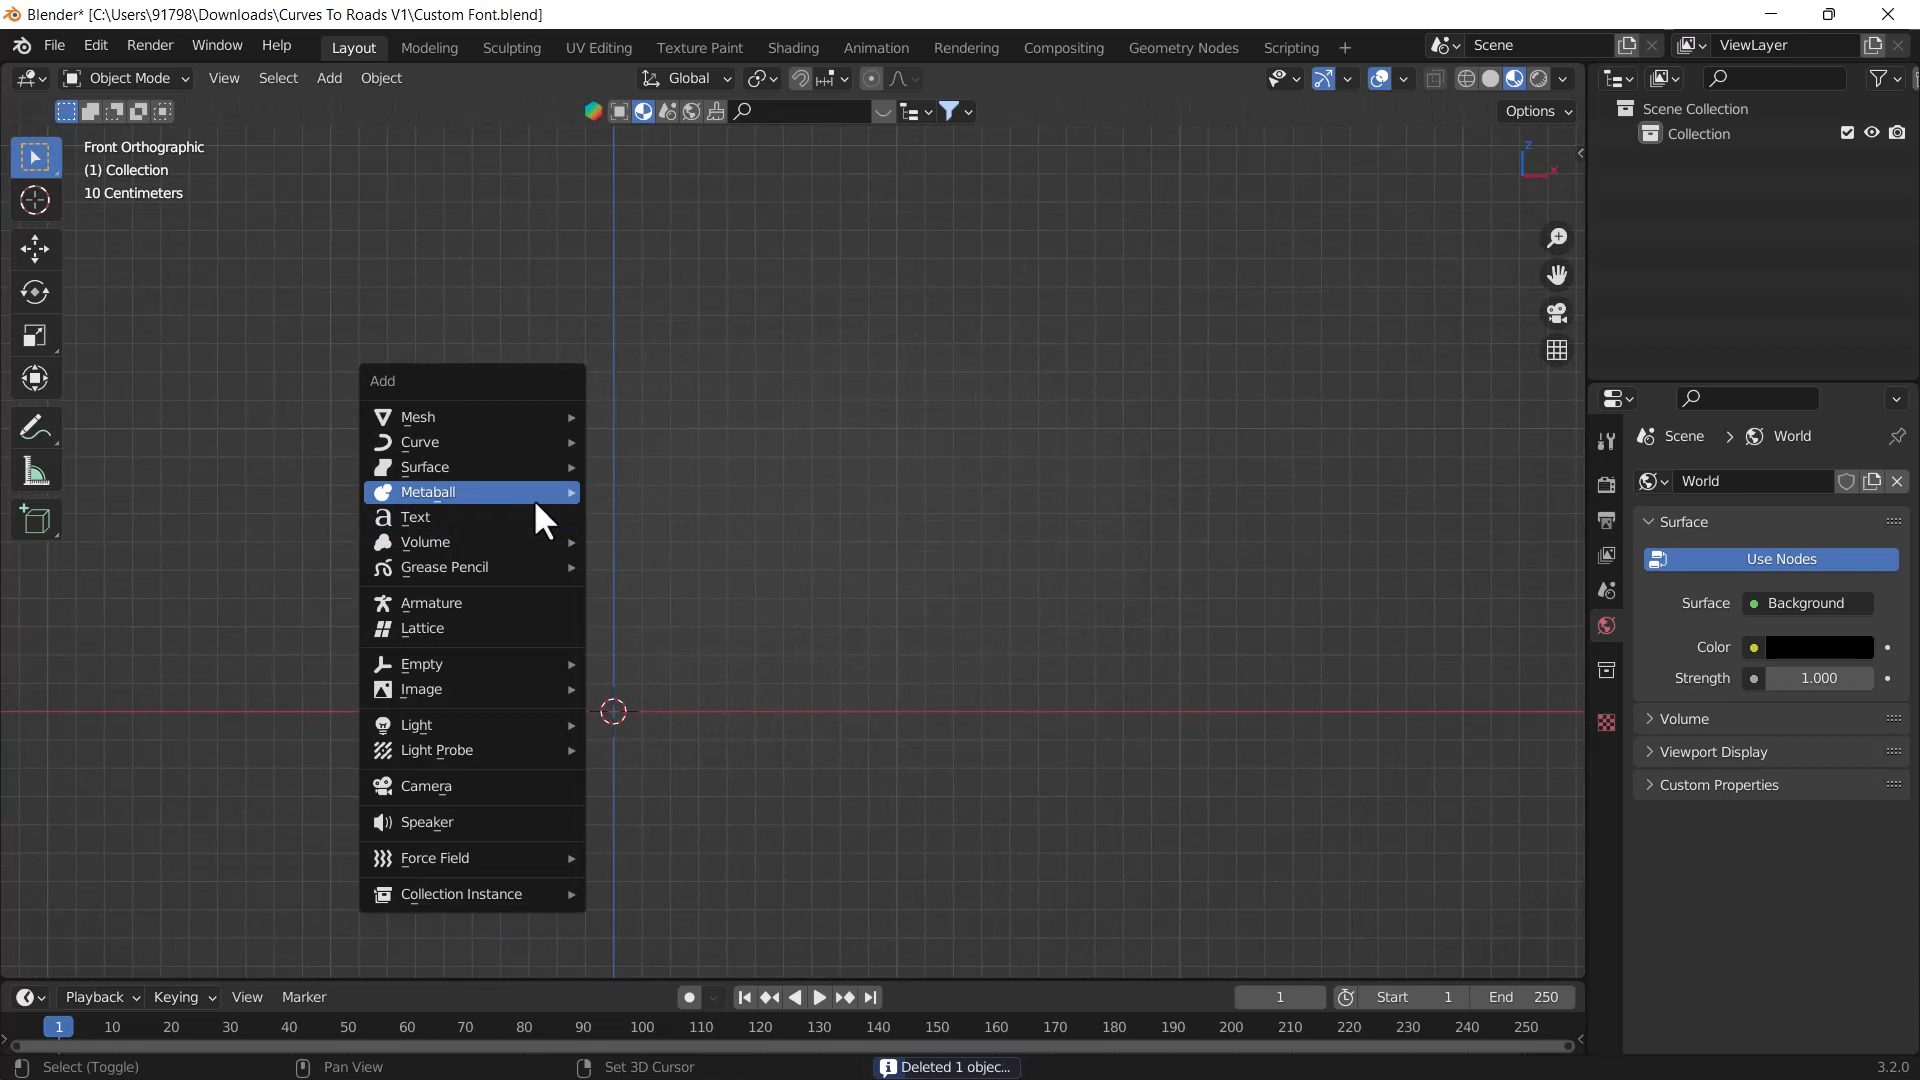 Blender* [C:\Users\91798\Downloads\Curves To Roads V1\Custom Font.blend]
File Edit Render Window Help Layout Modeling Sculpting UV Editing Texture Paint Shading Animation Rendering Compositing Geometry Nodes Scripting + Scene ViewLayer
Object Mode View Select Add Object Global
Options
Scene Collection
Collection
Front Orthographic
(1) Collection
10 Centimeters
Z
X
Add
Mesh
Curve
Surface
Metaball
Text
Volume
Grease Pencil
Armature
Lattice
Empty
Image
Light
Light Probe
Camera
Speaker
Force Field
Collection Instance
Scene > World
World
Surface
Use Nodes
Surface Background
Color
Strength 1.000
Volume
Viewport Display
Custom Properties
Playback Keying View Marker 1 Start 1 End 250
1 10 20 30 40 50 60 70 80 90 100 110 120 130 140 150 160 170 180 190 200 210 220 230 240 250
Select (Toggle) Pan View Set 3D Cursor Deleted 1 objec... 3.2.0